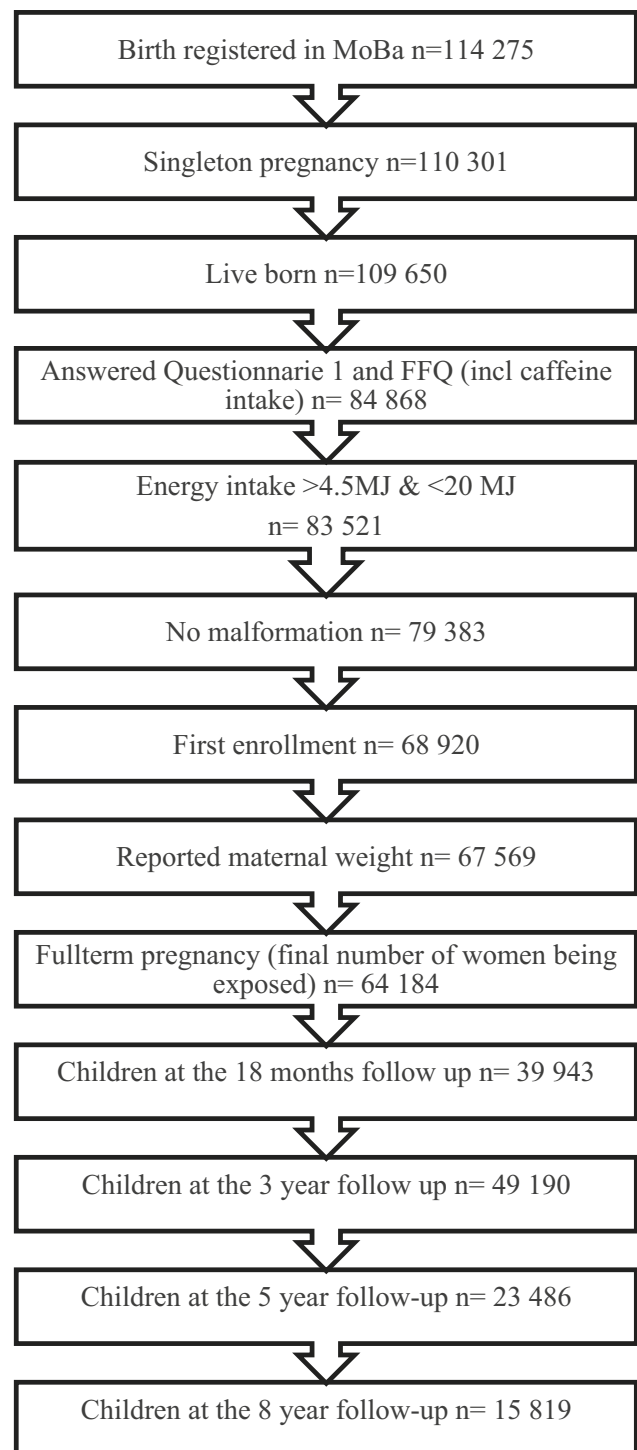 Birth registered in MoBa n=114 275
Singleton pregnancy n=110 301
Live born n=109 650
Answered Questionnarie 1 and FFQ (incl caffeine
intake) n= 84 868
Energy intake >4.5MJ & <20 MJ
n= 83 521
No malformation n= 79 383
First enrollment n= 68 920
Reported maternal weight n= 67 569
Fullterm pregnancy (final number of women being
exposed) n= 64 184
Children at the 18 months follow up n= 39 943
Children at the 3 year follow up n= 49 190
Children at the 5 year follow-up n= 23 486
Children at the 8 year follow-up n= 15 819